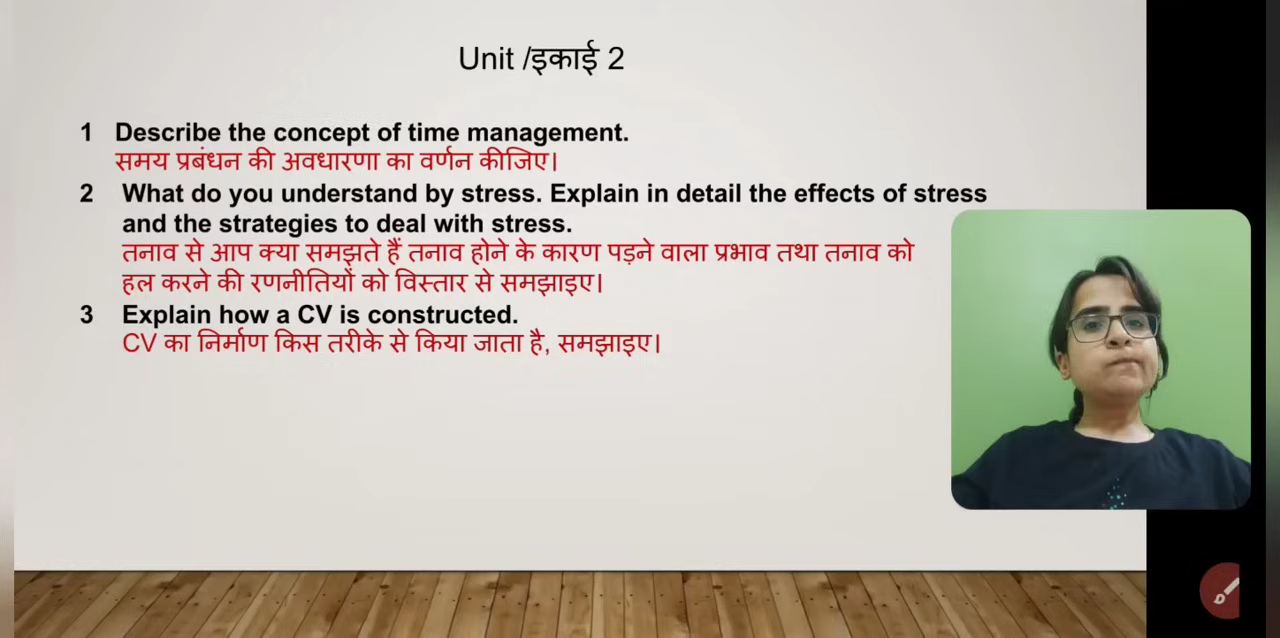 Unit /इकाई 2
1 Describe the concept of time management.
समय प्रबंधन की अवधारणा का वर्णन कीजिए।
2 What do you understand by stress. Explain in detail the effects of stress
and the strategies to deal with stress.
तनाव से आप क्या समझते हैं तनाव होने के कारण पड़ने वाला प्रभाव तथा तनाव को
हल करने की रणनीतियों को विस्तार से समझाइए।
3 Explain how a CV is constructed.
CV का निर्माण किस तरीके से किया जाता है, समझाइए।